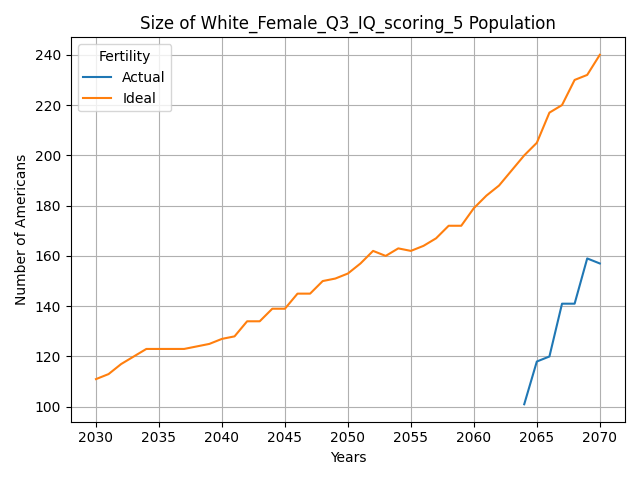 Size of White_Female_Q3_IQ_scoring_5 Population
Fertility
Actual
Ideal
Number of Americans
240
220
200
180
160
140
120
100
2030 2035 2040 2045 2050 2055 2060 2065 2070
Years